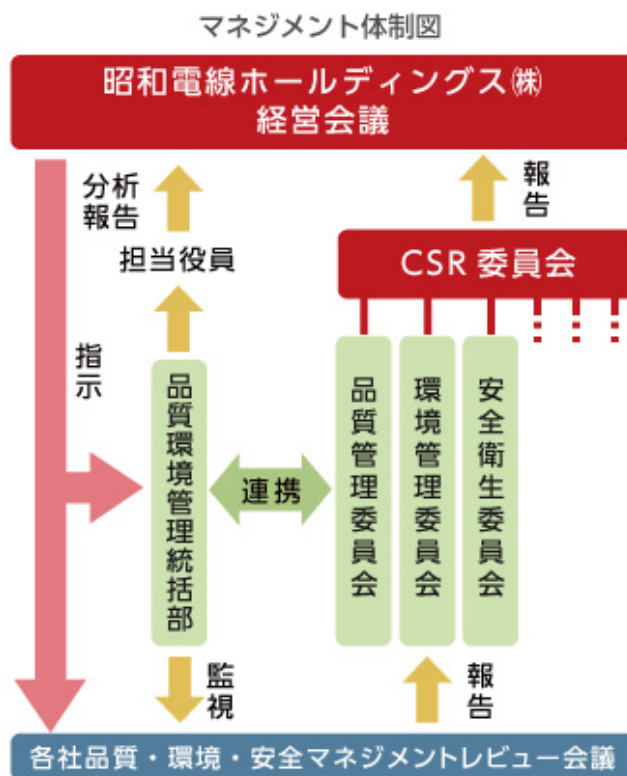 マネジメント体制図
昭和電線ホールディングス㈱
経営会議
分析
報告
報告
担当役員
CSR 委員会
指示
品質環境管理統括部
連携
品質管理委員会
環境管理委員会
安全衛生委員会
監視
報告
各社品質・環境・安全マネジメントレビュー会議